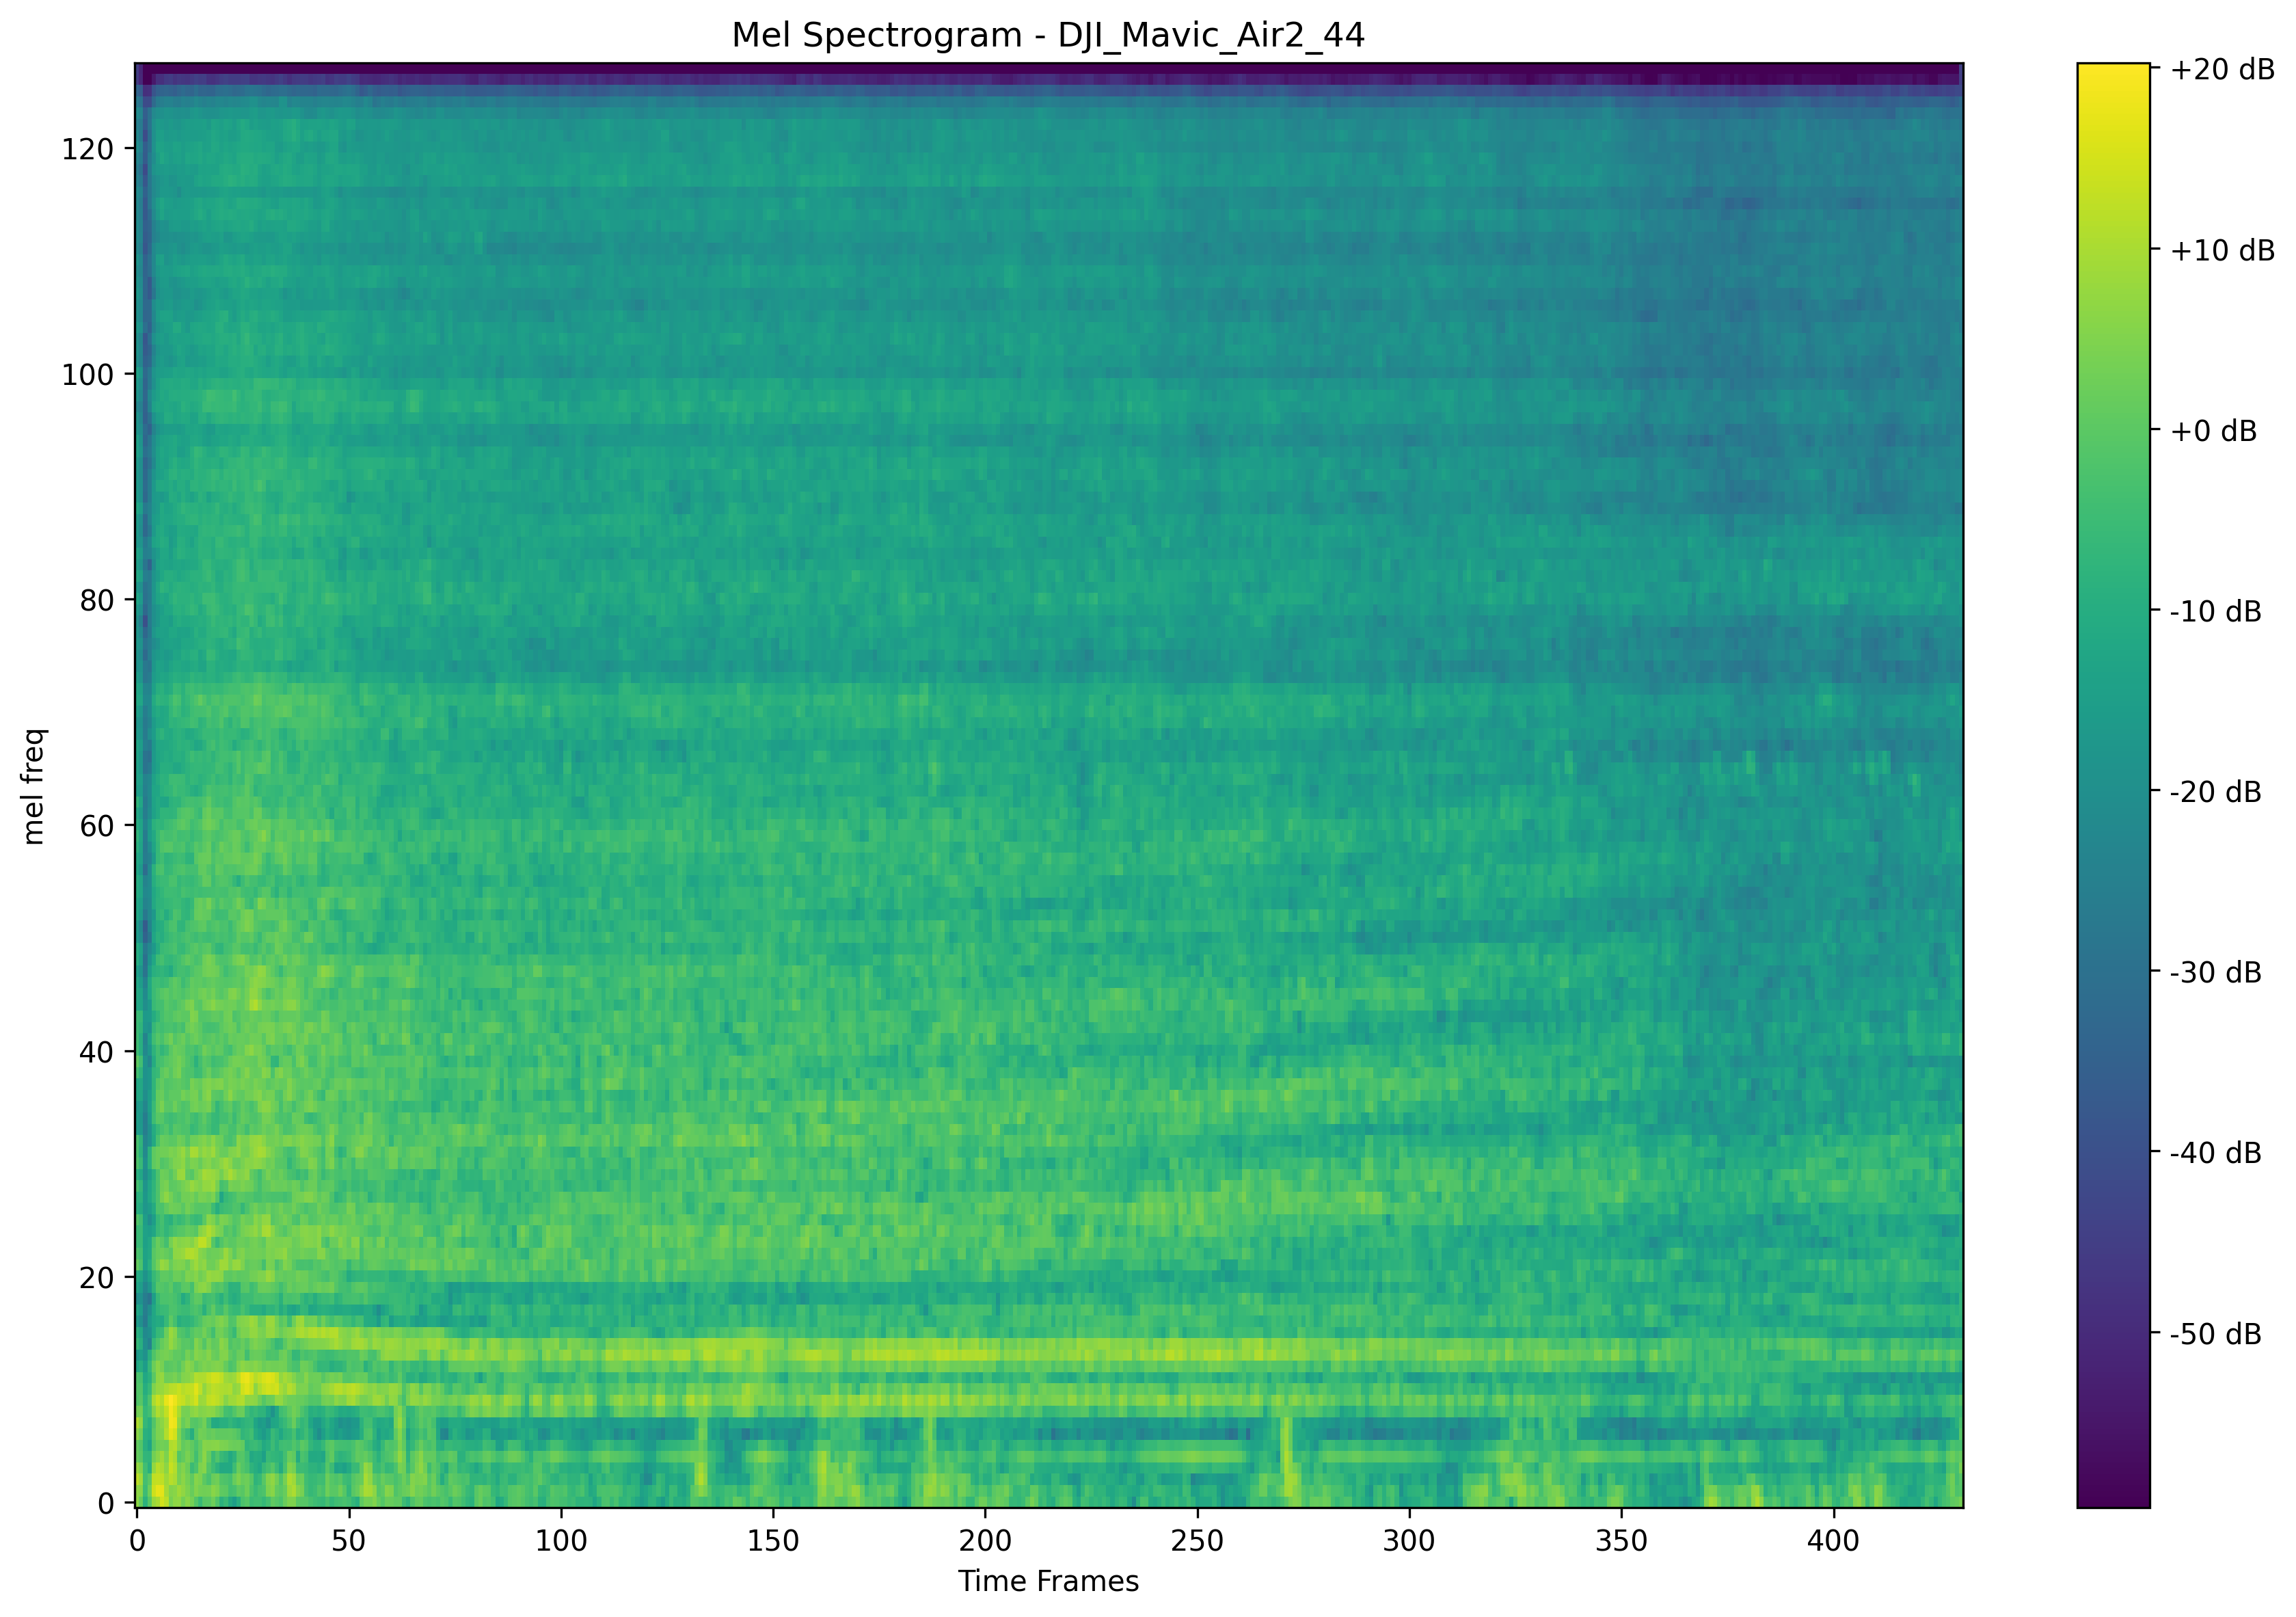 Mel Spectrogram - DJI_Mavic_Air2_44
mel freq
120
100
80
60
40
20
0
0 50 100 150 200 250 300 350 400
Time Frames
+20 dB
+10 dB
+0 dB
-10 dB
-20 dB
-30 dB
-40 dB
-50 dB